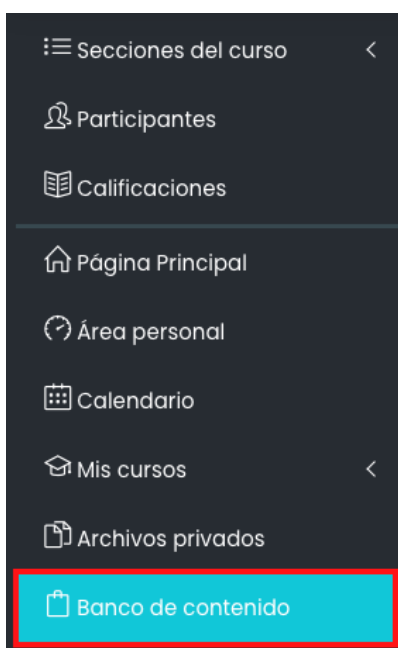 Secciones del curso
Participantes
Calificaciones
Página Principal
Área personal
Calendario
Mis cursos
Archivos privados
Banco de contenido